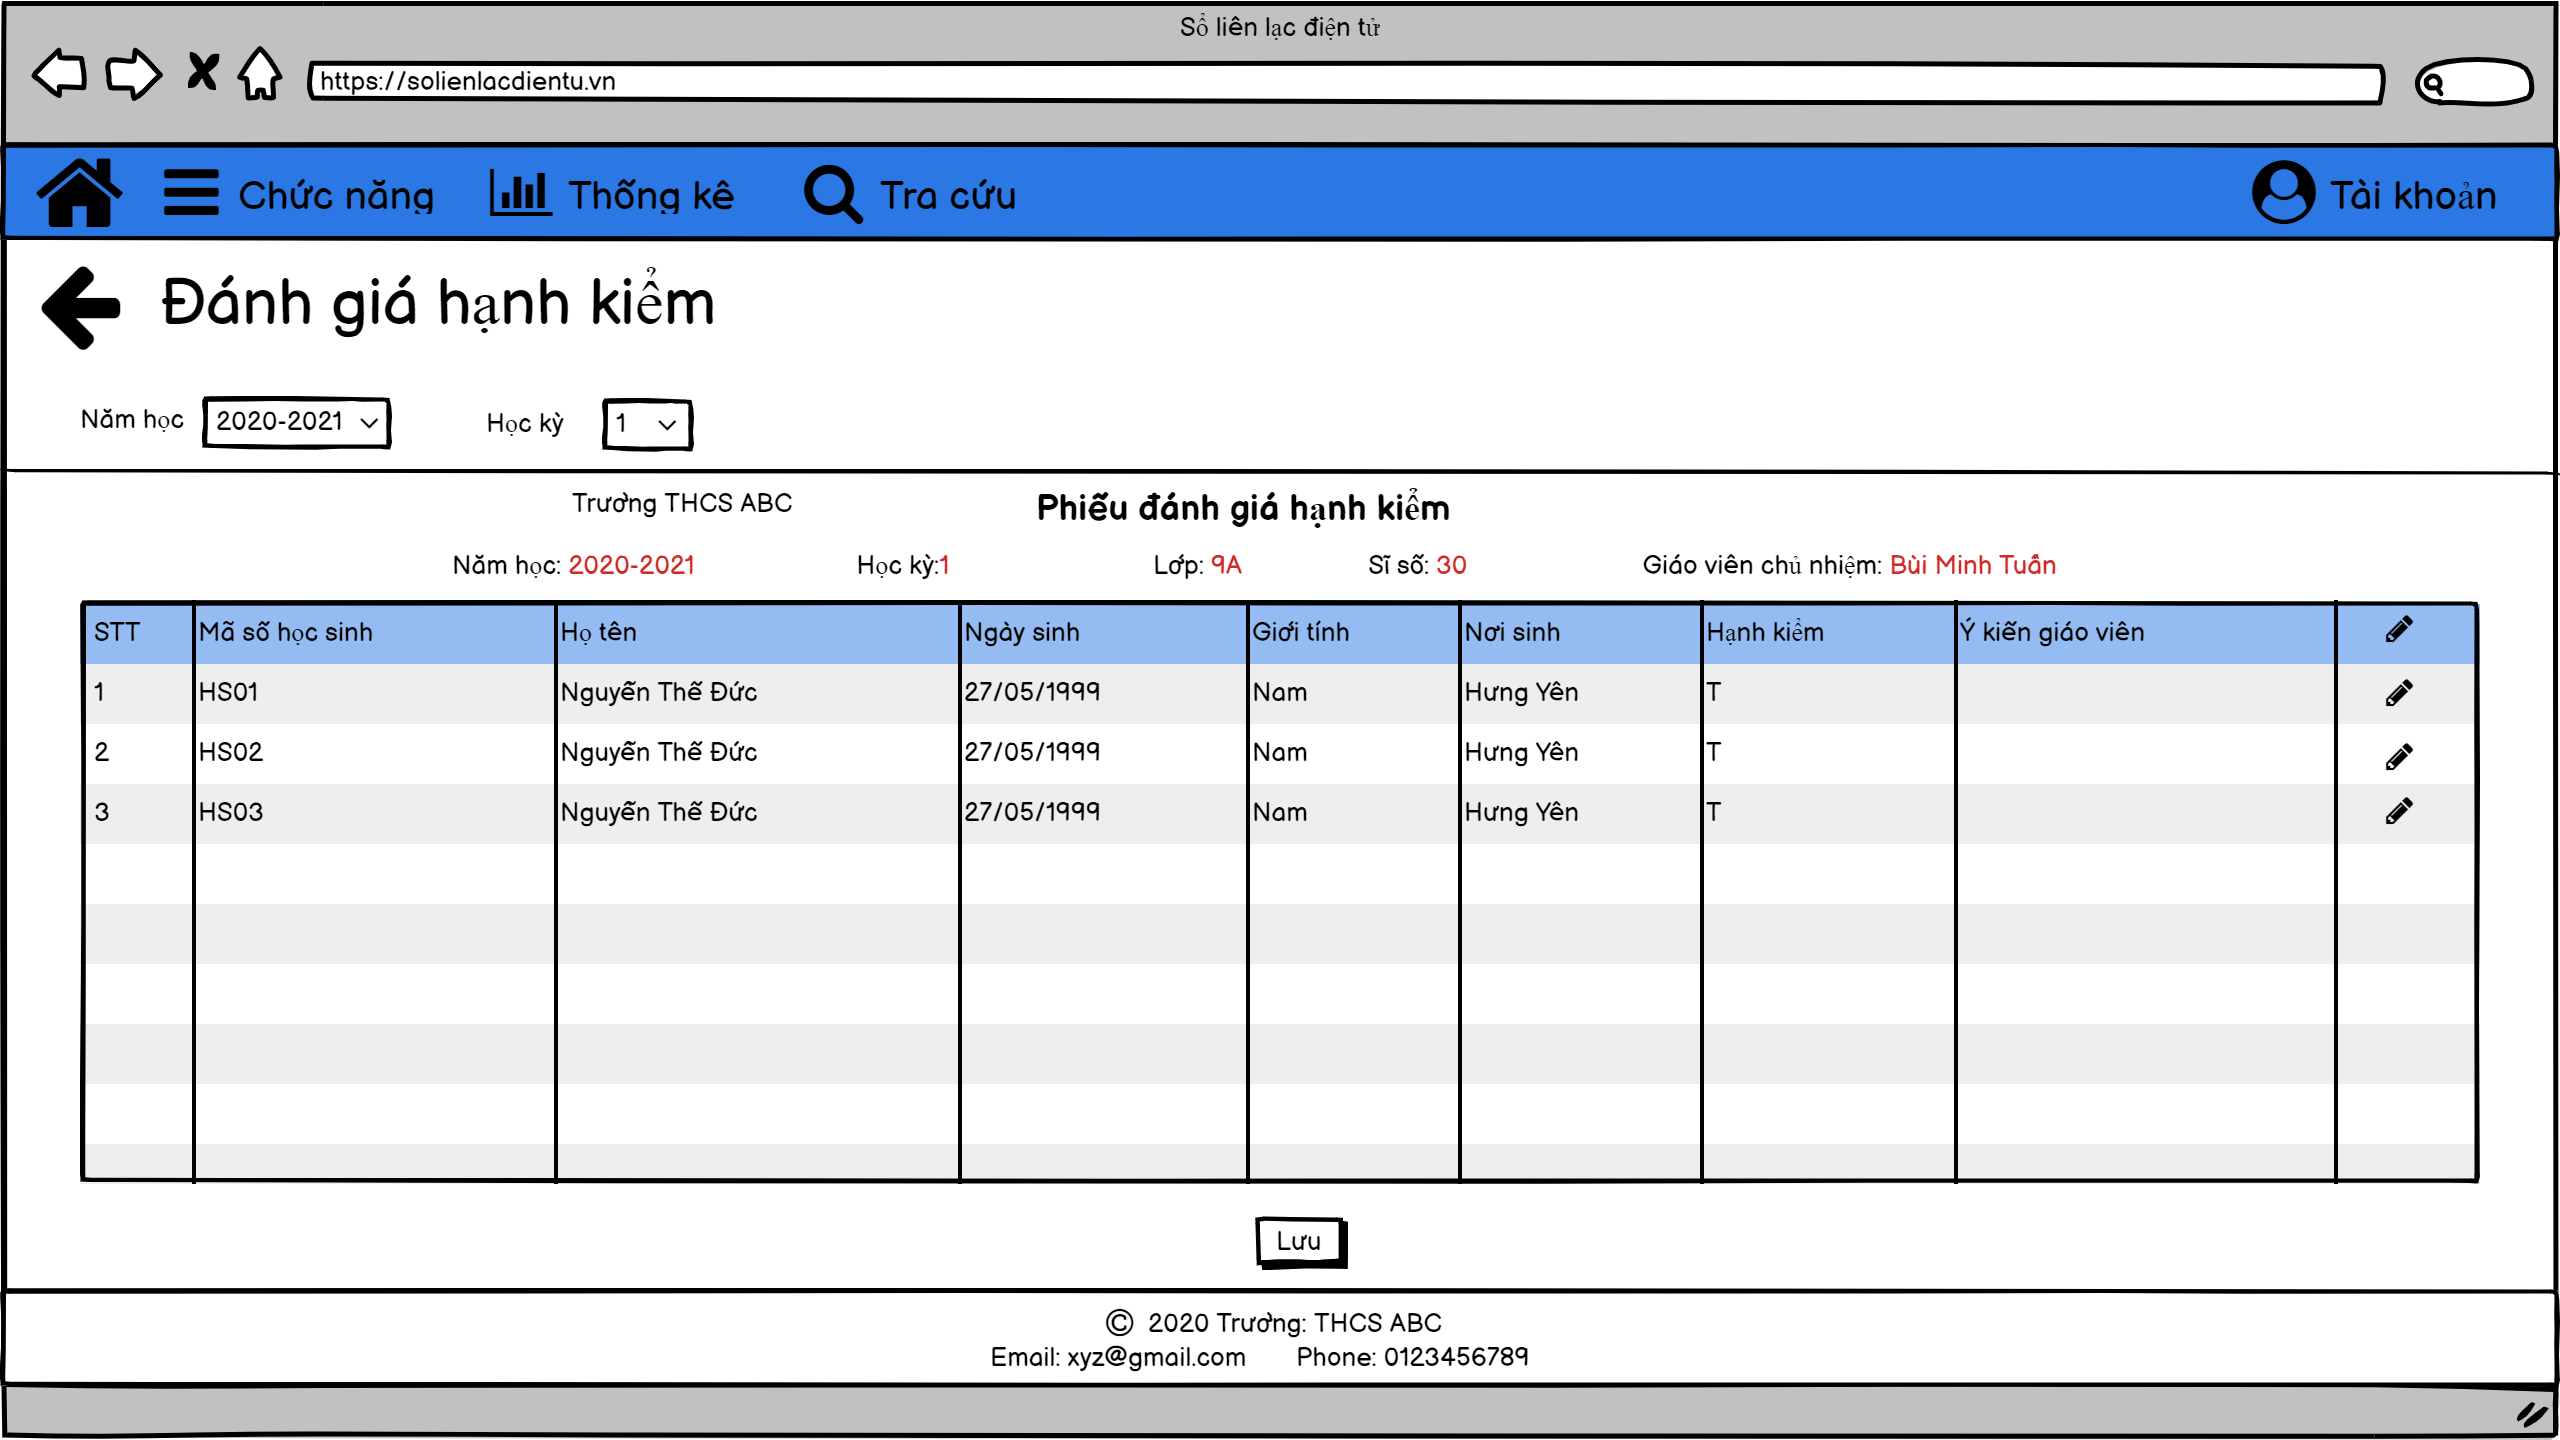 Sổ liên lạc điện tử
https://solienlacdientu.vn
Chức năng Thống kê Tra cứu Tài khoản
Đánh giá hạnh kiểm
Năm học 2020-2021 Học kỳ 1
Trường THCS ABC Phiếu đánh giá hạnh kiểm
Năm học: 2020-2021 Học kỳ:1 Lớp: 9A Sĩ số: 30 Giáo viên chủ nhiệm: Bùi Minh Tuấn
STT Mã số học sinh Họ tên Ngày sinh Giới tính Nơi sinh Hạnh kiểm Ý kiến giáo viên
1 HS01 Nguyễn Thế Đức 27/05/1999 Nam Hưng Yên T
2 HS02 Nguyễn Thế Đức 27/05/1999 Nam Hưng Yên T
3 HS03 Nguyễn Thế Đức 27/05/1999 Nam Hưng Yên T
Lưu
© 2020 Trường: THCS ABC
Email: xyz@gmail.com Phone: 0123456789